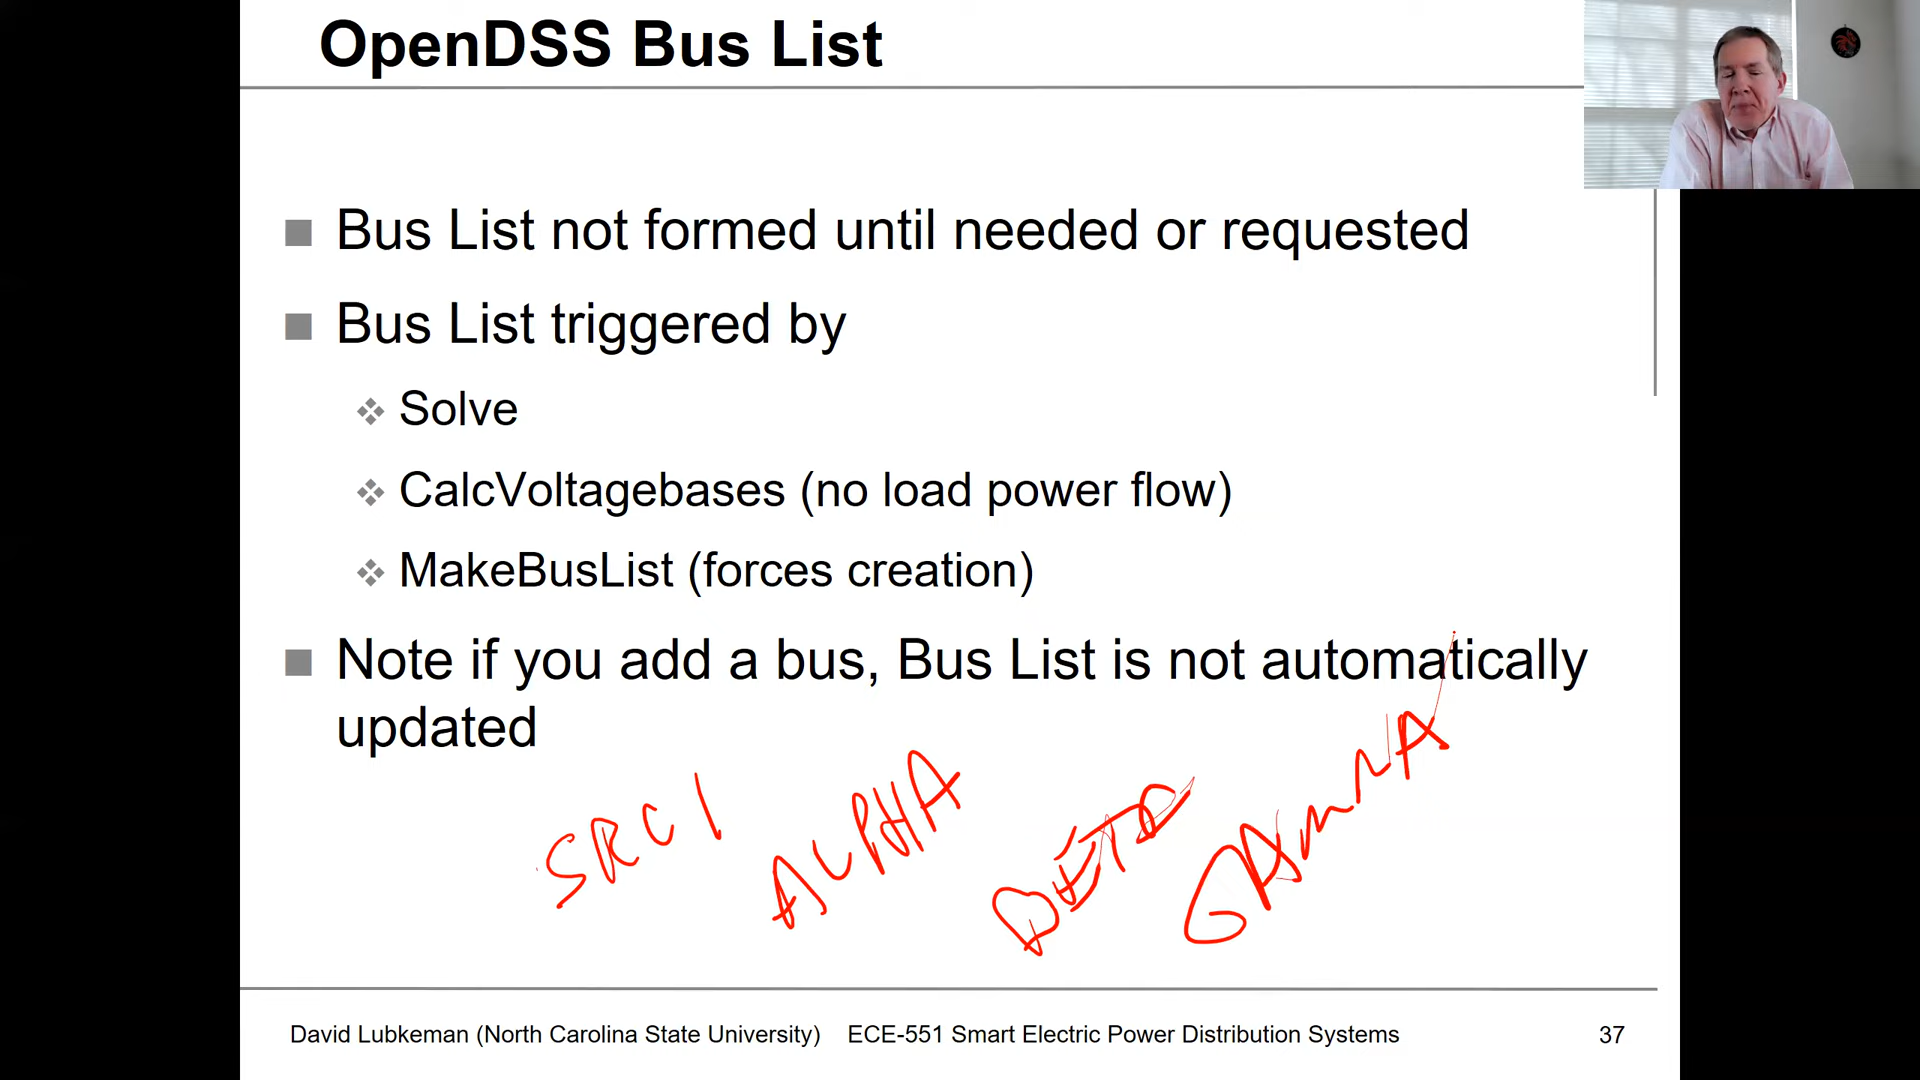 OpenDSS Bus List
Bus List not formed until needed or requested
Bus List triggered by
Solve
CalcVoltagebases (no load power flow)
MakeBusList (forces creation)
Note if you add a bus, Bus List is not automatically
updated
SRC1 ALPHA BETA GAMMA
David Lubkeman (North Carolina State University) ECE-551 Smart Electric Power Distribution Systems 37